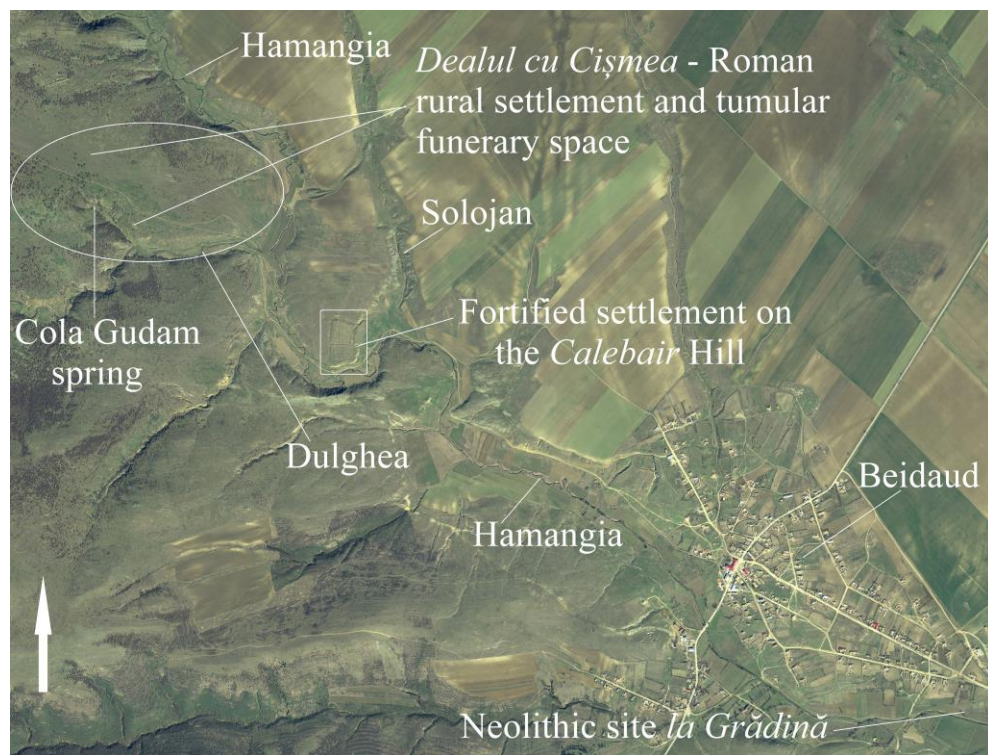 Hamangia
Dealul cu Cișmea - Roman
rural settlement and tumular
funerary space
Solojan
Cola Gudam
spring
Fortified settlement on
the Calebair Hill
Dulghea
Beidaud
Hamangia
Neolithic site la Grădină